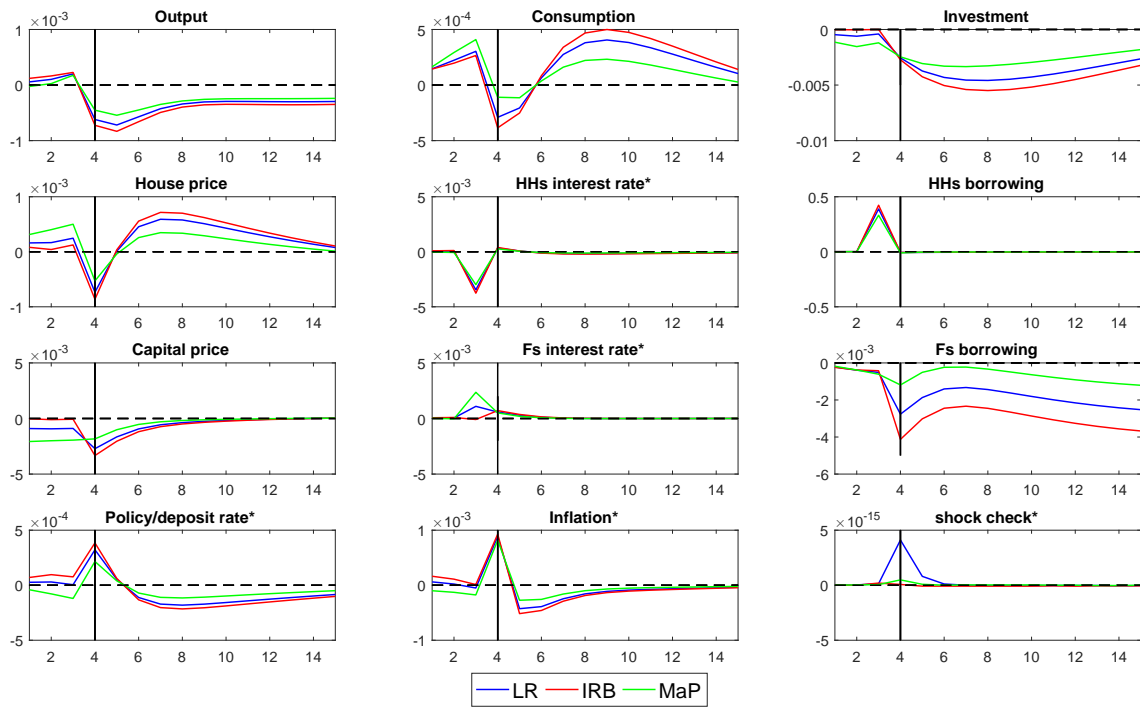 Output
×10-3
1
0
-1
2 4 6 8 10 12 14
Consumption
×10-4
5
0
-5
2 4 6 8 10 12 14
Investment
0
-0.005
-0.01
2 4 6 8 10 12 14
House price
×10-3
1
0
-1
2 4 6 8 10 12 14
HHs interest rate*
×10-3
5
0
-5
2 4 6 8 10 12 14
HHs borrowing
0.5
0
-0.5
2 4 6 8 10 12 14
Capital price
×10-3
5
0
-5
2 4 6 8 10 12 14
Fs interest rate*
×10-3
5
0
-5
2 4 6 8 10 12 14
Fs borrowing
×10-3
0
-2
-4
-6
2 4 6 8 10 12 14
Policy/deposit rate*
×10-4
5
0
-5
2 4 6 8 10 12 14
Inflation*
×10-3
1
0
-1
2 4 6 8 10 12 14
shock check*
×10-15
5
0
-5
2 4 6 8 10 12 14
LR IRB MaP